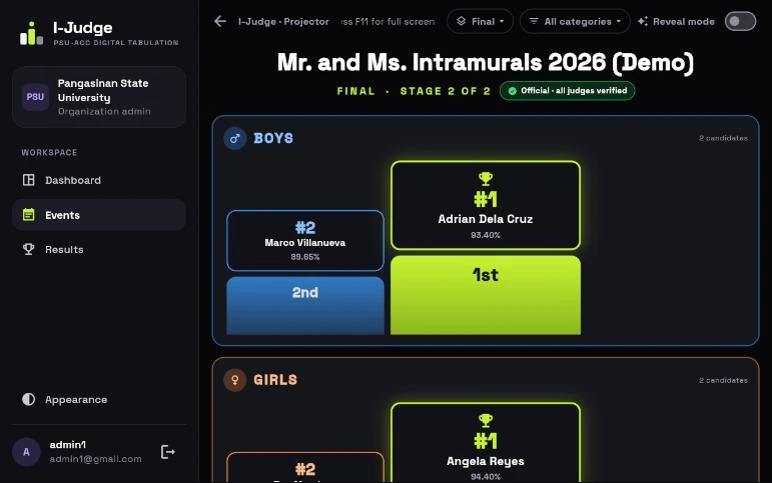 I-Judge
PSU-ACC DIGITAL TABULATION
PSU
Pangasinan State University
Organization admin
WORKSPACE
Dashboard
Events
Results
Appearance
A
admin1
admin1@gmail.com
I-Judge · Projector
ss F11 for full screen
Final
All categories
Reveal mode
Mr. and Ms. Intramurals 2026 (Demo)
FINAL · STAGE 2 OF 2
Official · all judges verified
BOYS
2 candidates
#2
Marco Villanueva
89.65%
2nd
#1
Adrian Dela Cruz
93.40%
1st
GIRLS
2 candidates
#2
#1
Angela Reyes
94.40%